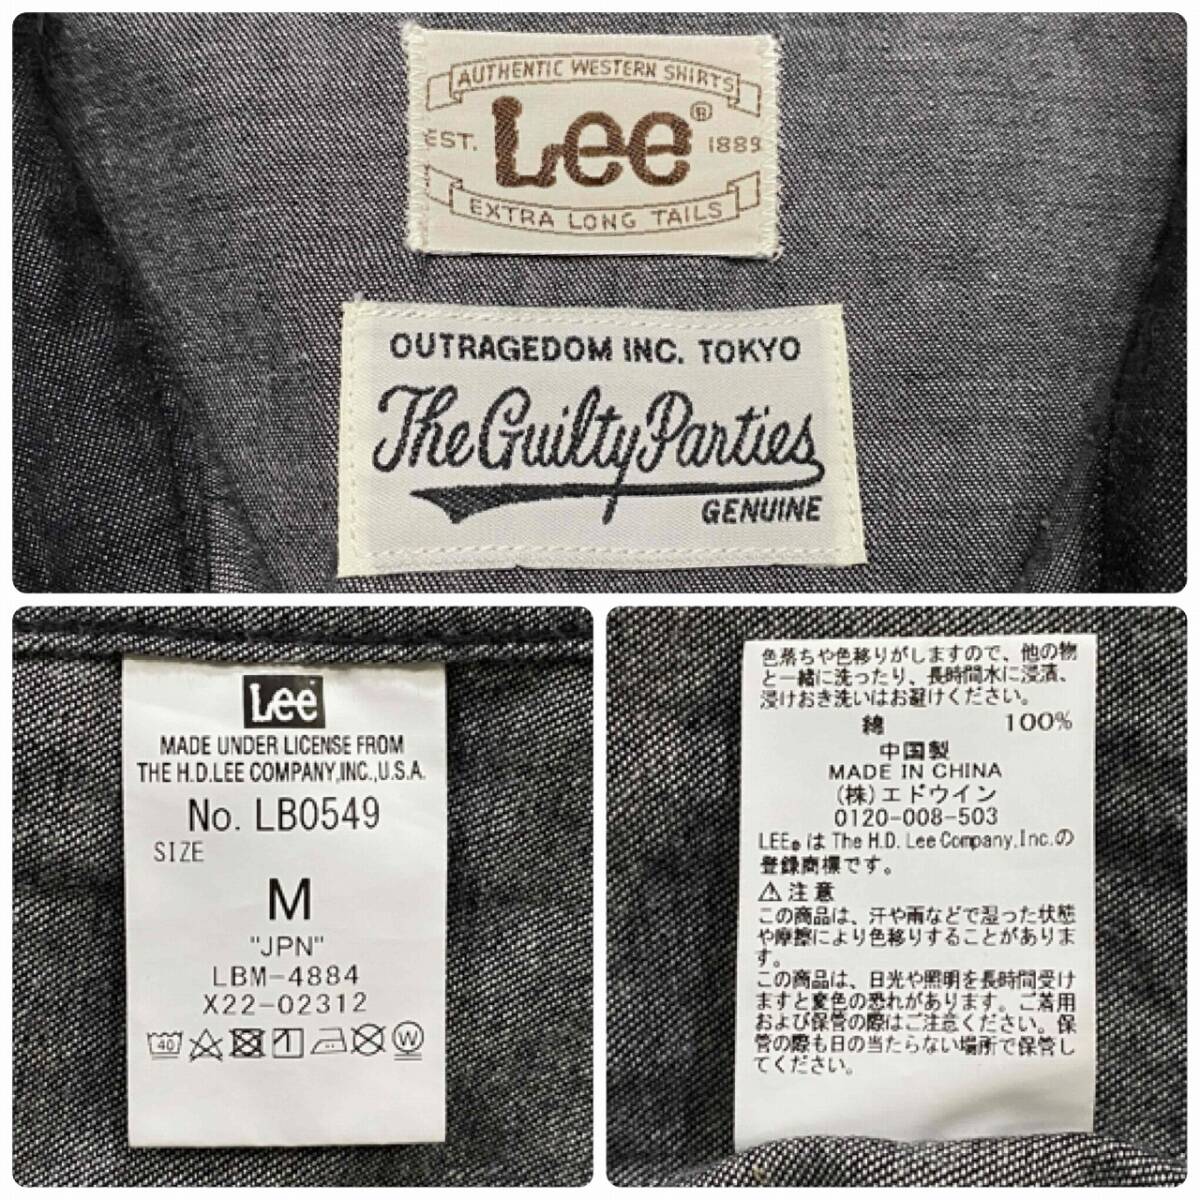 AUTHENTIC WESTERN SHIRTS
EST. Lee® 1889
EXTRA LONG TAILS
OUTRAGEDOM INC. TOKYO
The Guilty Parties
GENUINE
Lee
MADE UNDER LICENSE FROM
THE H.D.LEE COMPANY,INC.,U.S.A.
No. LB0549
SIZE
M
"JPN"
LBM-4884
X22-02312
40 W
色落ちや色移りがしますので、他の物
と一緒に洗ったり、長時間水に浸漬、
浸けおき洗いはお避けください。
綿 100%
中国製
MADE IN CHINA
(株)エドウイン
0120-008-503
LEE®は The H.D. Lee Company,Inc.の
登録商標です。
⚠注意
この商品は、汗や雨などで湿った状態
や摩擦により色移りすることがありま
す。
この商品は、日光や照明を長時間受け
ますと変色の恐れがあります。ご着用
および保管の際はご注意ください。保
管の際も日の当たらない場所で保管し
てください。